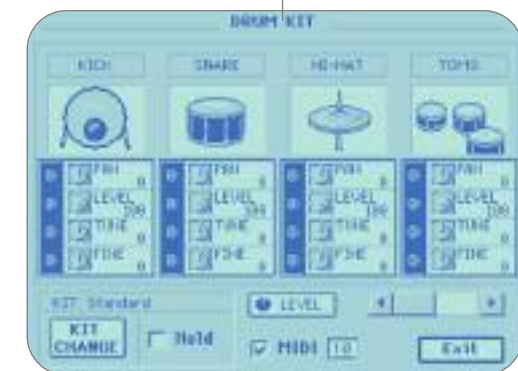 DRUM KIT
KICK SNARE HI-HAT TOMS
PAN 0 PAN 0 PAN 0 PAN 0
LEVEL 100 LEVEL 100 LEVEL 100 LEVEL 100
TUNE 0 TUNE 0 TUNE 0 TUNE 0
FINE 0 FINE 0 FINE 0 FINE 0
KIT Standard
LEVEL
KIT CHANGE
Hold
MIDI 10
Exit